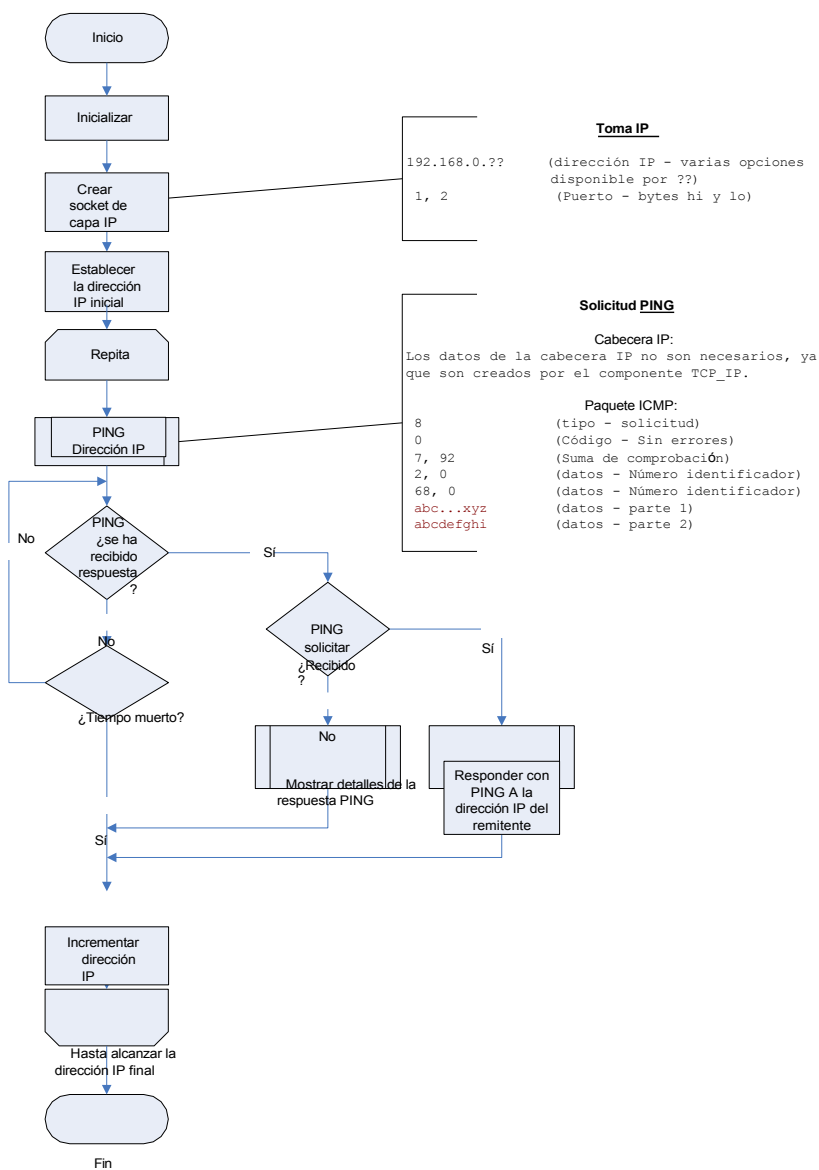 Inicio
Inicializar
Crear
socket de
capa IP
Establecer
la dirección
IP inicial
Repita
PING
Dirección IP
Toma IP
192.168.0.?? (dirección IP - varias opciones
disponible por ??)
1, 2 (Puerto - bytes hi y lo)
Solicitud PING
Cabecera IP:
Los datos de la cabecera IP no son necesarios, ya
que son creados por el componente TCP_IP.
Paquete ICMP:
8 (tipo - solicitud)
0 (Código - Sin errores)
7, 92 (Suma de comprobación)
2, 0 (datos - Número identificador)
68, 0 (datos - Número identificador)
abc...xyz (datos - parte 1)
abcdefghi (datos - parte 2)
No
PING
¿se ha
recibido
respuesta
?
Sí
PING
solicitar
¿Recibido
?
Sí
No
¿Tiempo muerto?
No
Mostrar detalles de la
respuesta PING
Responder con
PING A la
dirección IP del
remitente
Sí
Incrementar
dirección
IP
Hasta alcanzar la
dirección IP final
Fin